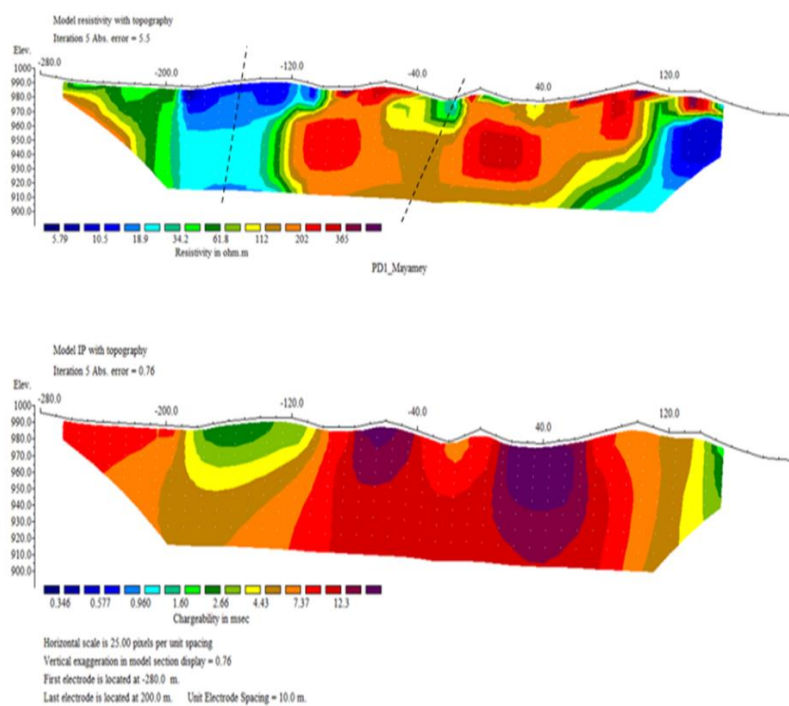 Model resistivity with topography
Iteration 5 Abs. error = 5.5
Elev.
-280.0
-200.0
-120.0
-40.0
40.0
120.0
1000
990.0
980.0
970.0
960.0
950.0
940.0
930.0
920.0
910.0
900.0
5.79 10.5 18.9 34.2 61.8 112 202 365
Resistivity in ohm.m
PD1_Mayamey
Model IP with topography
Iteration 5 Abs. error = 0.76
Elev.
-280.0
-200.0
-120.0
-40.0
40.0
120.0
1000
990.0
980.0
970.0
960.0
950.0
940.0
930.0
920.0
910.0
900.0
0.346 0.577 0.960 1.60 2.66 4.43 7.37 12.3
Chargeability in msec
Horizontal scale is 25.00 pixels per unit spacing
Vertical exaggeration in model section display = 0.76
First electrode is located at -280.0 m.
Last electrode is located at 200.0 m. Unit Electrode Spacing = 10.0 m.